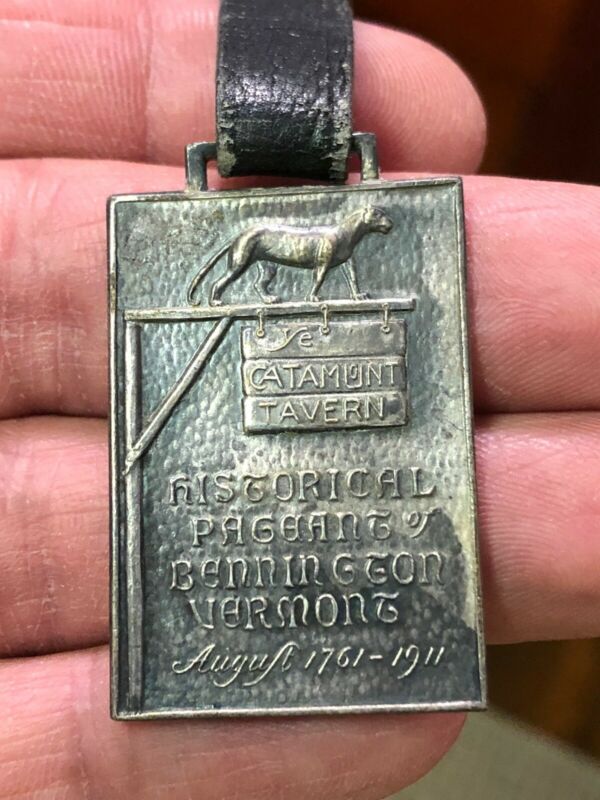 Ye
CATAMOUNT
TAVERN
HISTORICAL
PAGEANT of
BENNINGTON
VERMONT
August 1761-1911